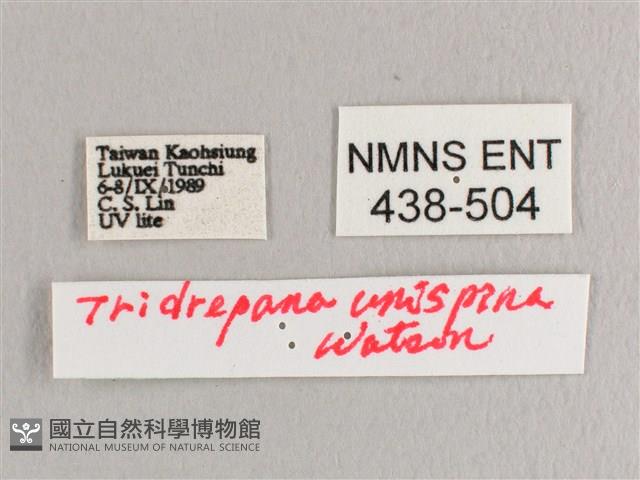 Taiwan Kaohsiung
Lukuei Tunchi
6-8/IX/1989
C. S. Lin
UV lite
NMNS ENT
438-504
Tridrepana unispina
Watson
國立自然科學博物館
NATIONAL MUSEUM OF NATURAL SCIENCE